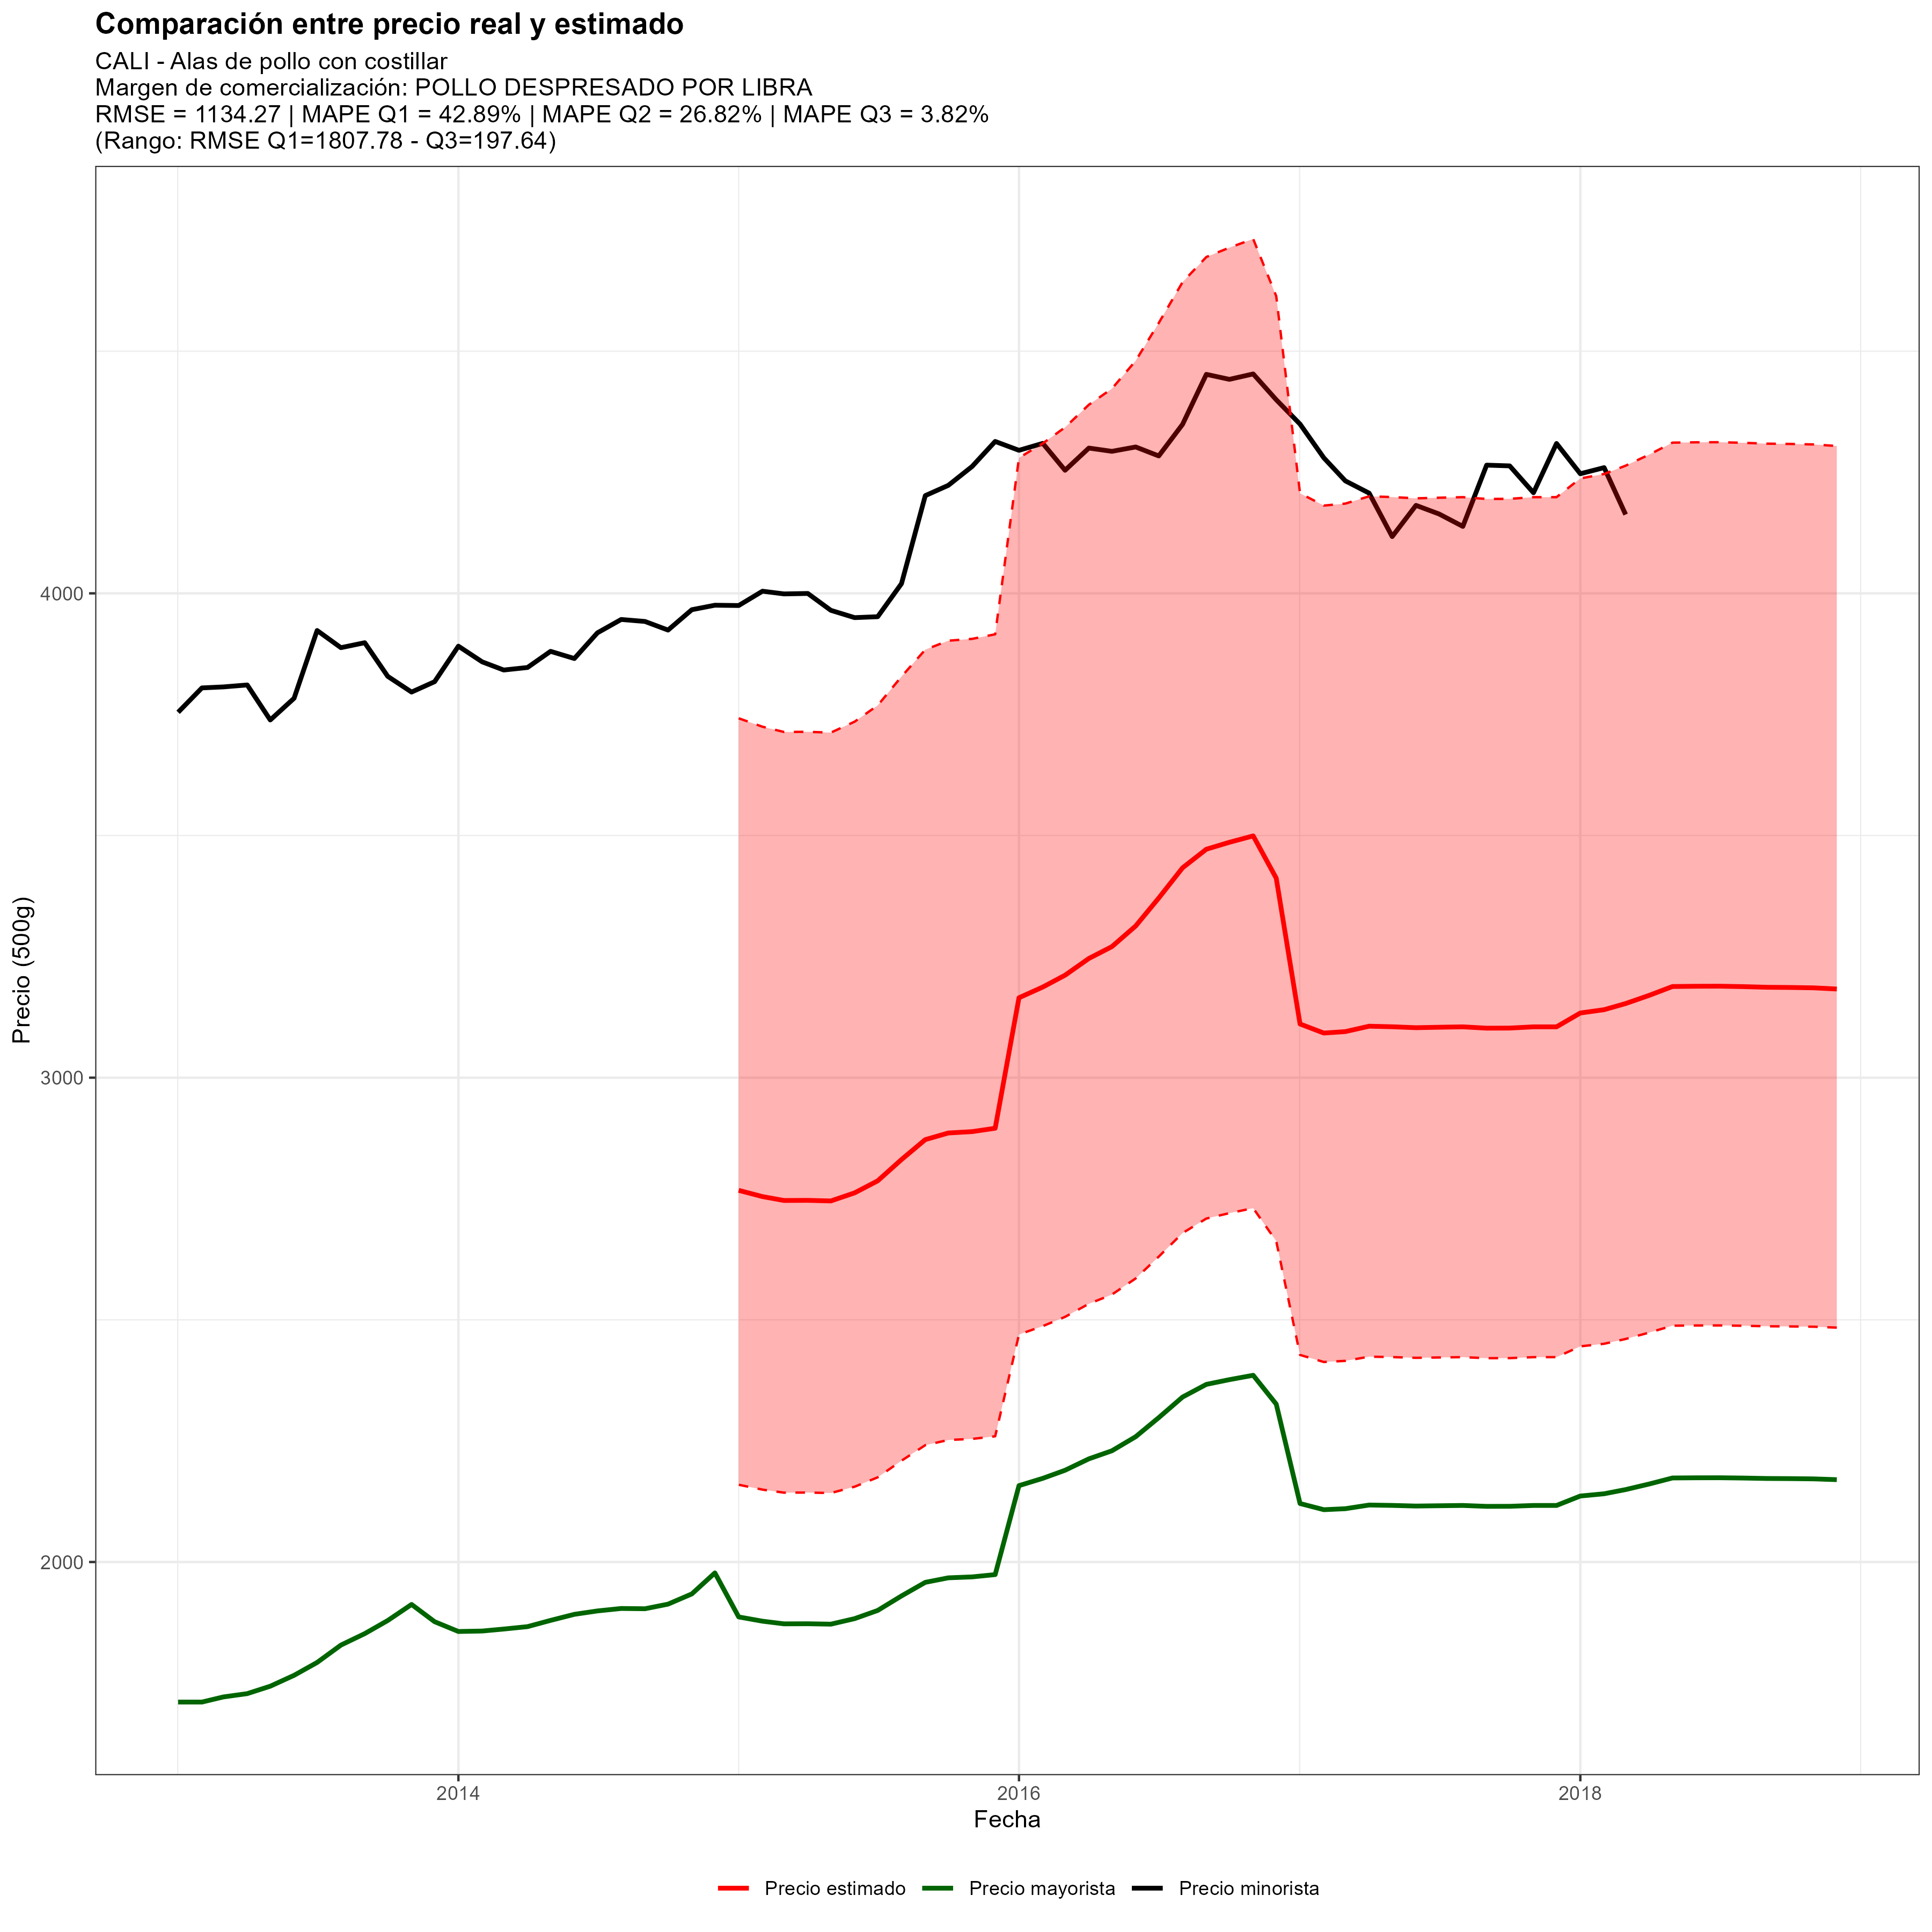 Comparación entre precio real y estimado
CALI - Alas de pollo con costillar
Margen de comercialización: POLLO DESPRESADO POR LIBRA
RMSE = 1134.27 | MAPE Q1 = 42.89% | MAPE Q2 = 26.82% | MAPE Q3 = 3.82%
(Rango: RMSE Q1=1807.78 - Q3=197.64)
Precio (500g)
4000
3000
2000
2014
2016
2018
Fecha
Precio estimado
Precio mayorista
Precio minorista